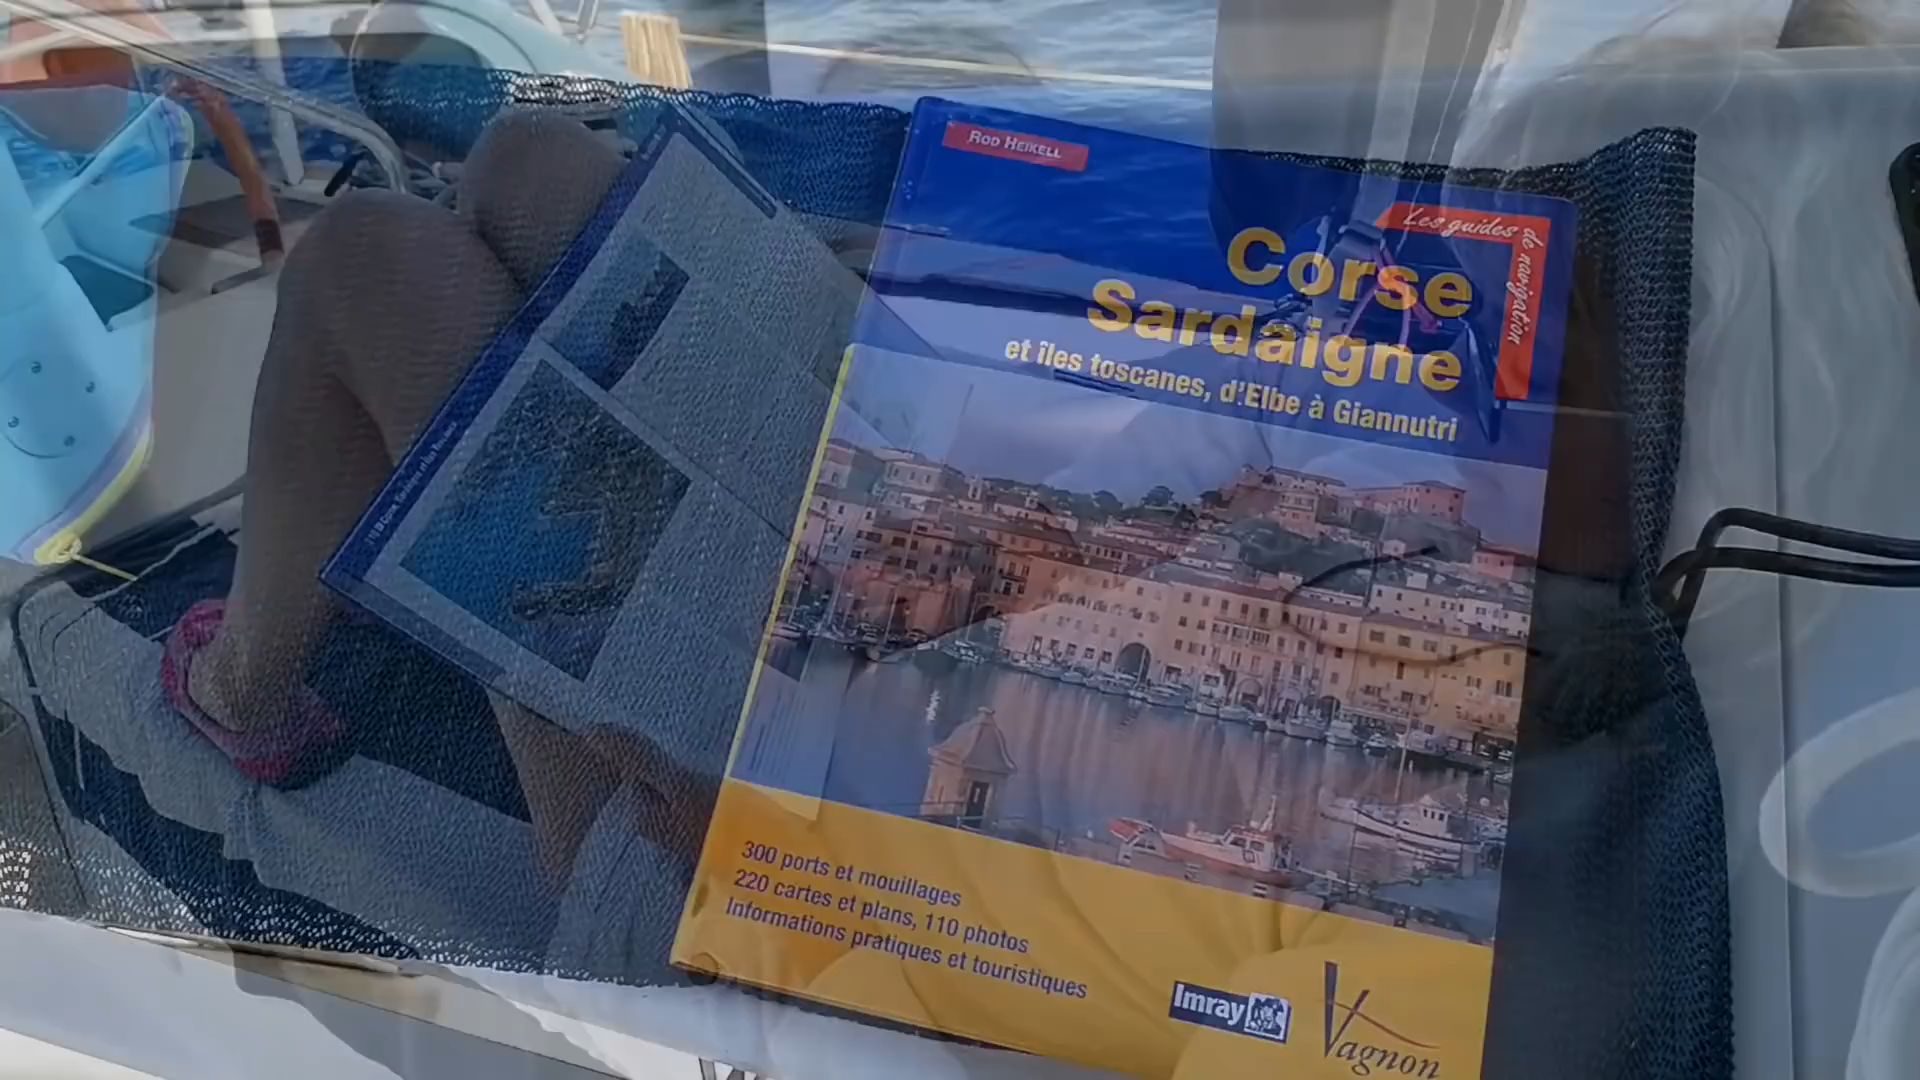 ROD HEIKELL
Les guides de navigation
Corse
Sardaigne
et îles toscanes, d'Elbe à Giannutri
300 ports et mouillages
220 cartes et plans, 110 photos
Informations pratiques et touristiques
Imray
Vagnon